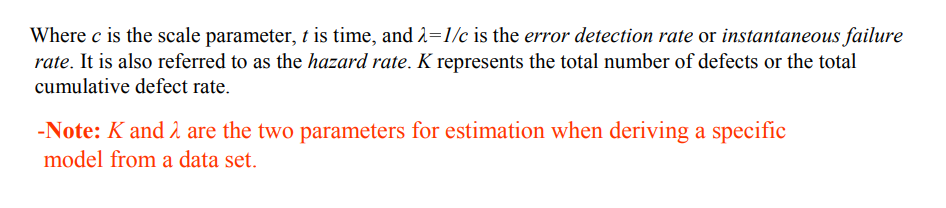 Where c is the scale parameter, t is time, and λ=1/c is the error detection rate or instantaneous failure
rate. It is also referred to as the hazard rate. K represents the total number of defects or the total
cumulative defect rate.
-Note: K and λ are the two parameters for estimation when deriving a specific
model from a data set.